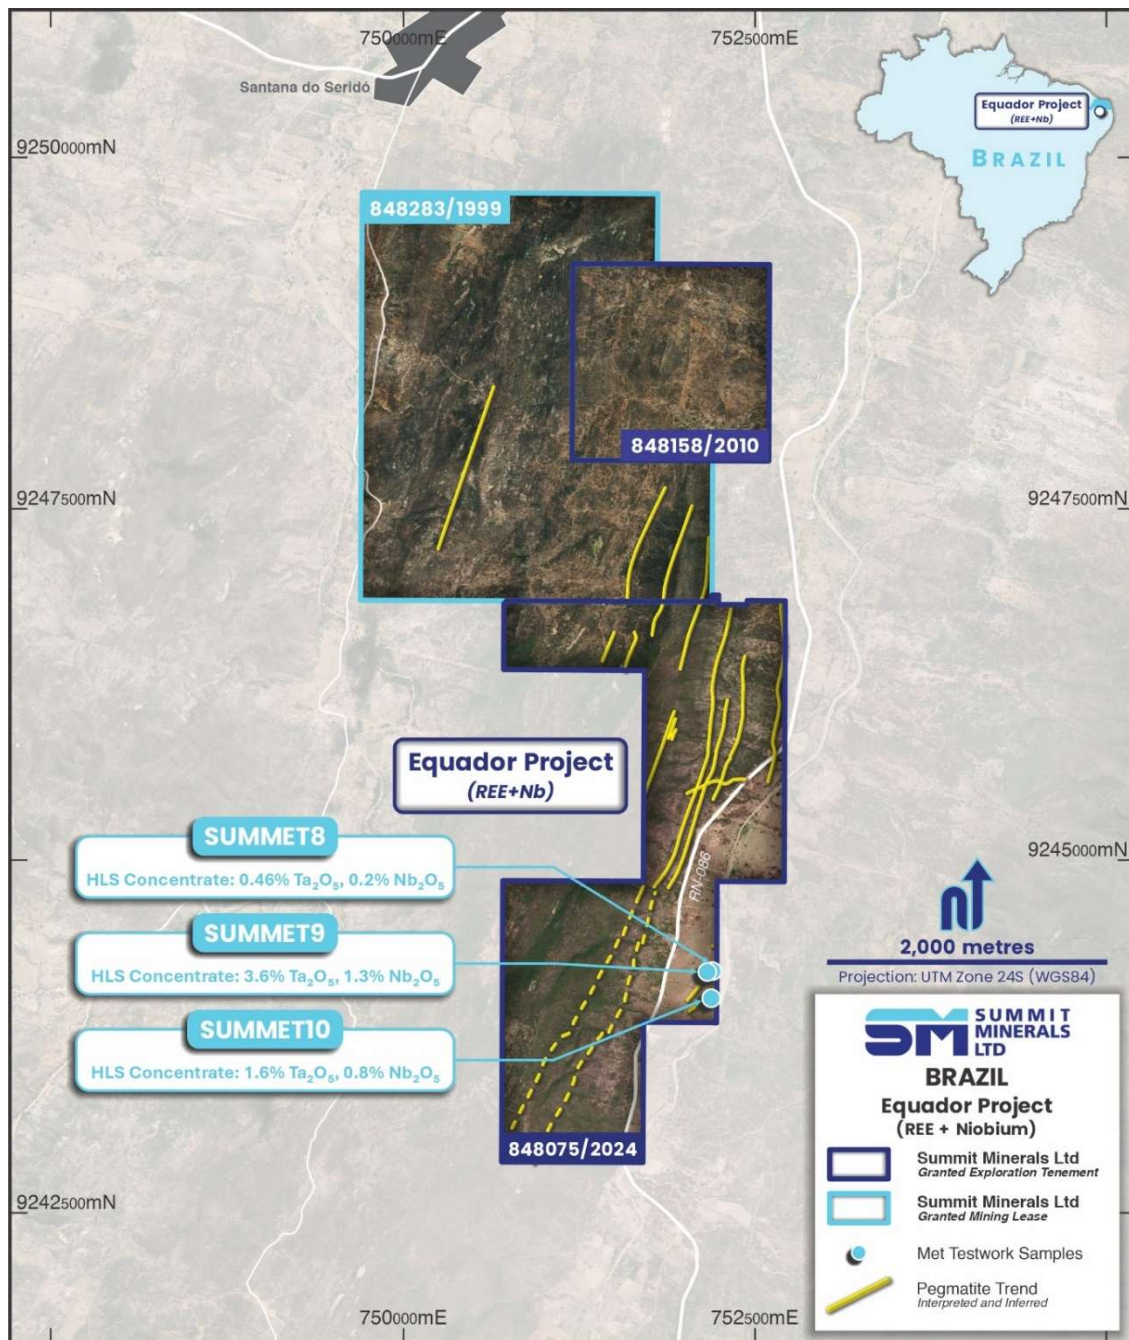 750000mE
752500mE
Santana do Seridó
Equador Project
(REE+Nb)
BRAZIL
9250000mN
848283/1999
848158/2010
9247500mN
9247500mN
Equador Project
(REE+Nb)
SUMMET8
HLS Concentrate: 0.46% Ta₂O₅, 0.2% Nb₂O₅
SUMMET9
HLS Concentrate: 3.6% Ta₂O₅, 1.3% Nb₂O₅
SUMMET10
HLS Concentrate: 1.6% Ta₂O₅, 0.8% Nb₂O₅
RN-086
9245000mN
n
2,000 metres
Projection: UTM Zone 24S (WGS84)
848075/2024
9242500mN
SM SUMMIT
MINERALS
LTD
BRAZIL
Equador Project
(REE + Niobium)
Summit Minerals Ltd
Granted Exploration Tenement
Summit Minerals Ltd
Granted Mining Lease
Met Testwork Samples
Pegmatite Trend
Interpreted and Inferred
750000mE
752500mE